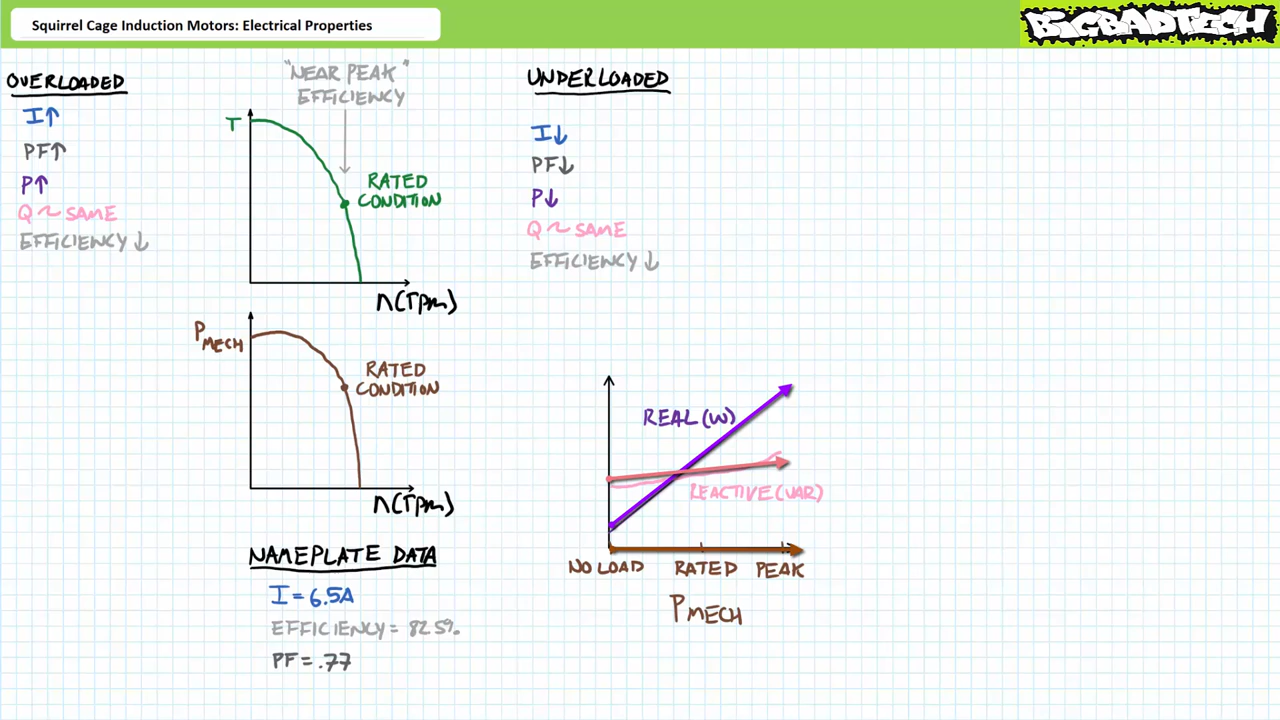 Squirrel Cage Induction Motors: Electrical Properties
BIGBADTECH
OVERLOADED
I↑
PF↑
P↑
Q ~ SAME
EFFICIENCY ↓
"NEAR PEAK"
EFFICIENCY
T
RATED
CONDITION
n(rpm)
PMECH
RATED
CONDITION
n(rpm)
NAMEPLATE DATA
I = 6.5A
EFFICIENCY = 82.5%
PF = .77
UNDERLOADED
I↓
PF↓
P↓
Q ~ SAME
EFFICIENCY ↓
REAL (W)
REACTIVE (VAR)
NO LOAD RATED PEAK
PMECH